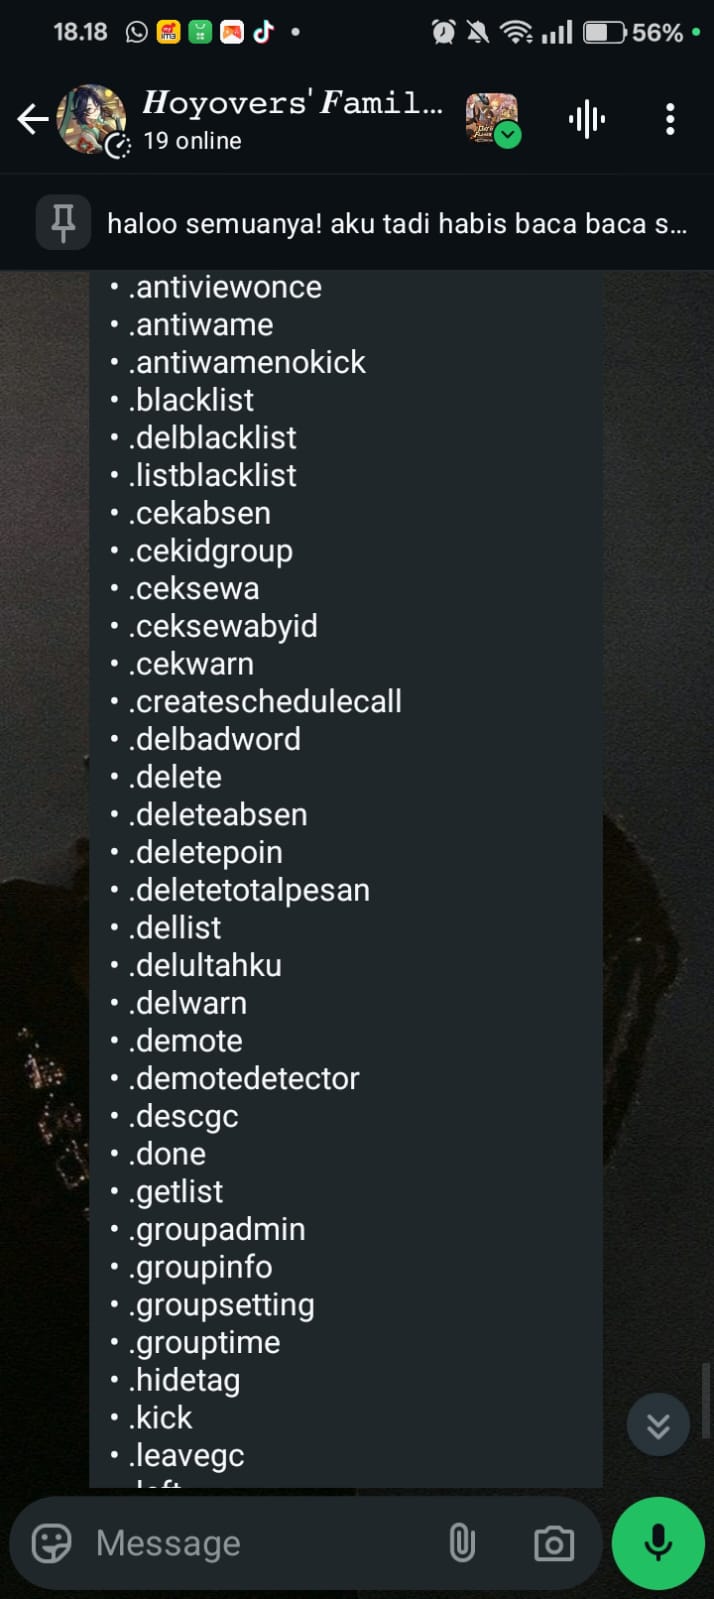 18.18
56%
Hoyovers' Famil...
19 online
haloo semuanya! aku tadi habis baca baca s...
• .antiviewonce
• .antiwame
• .antiwamenokick
• .blacklist
• .delblacklist
• .listblacklist
• .cekabsen
• .cekidgroup
• .ceksewa
• .ceksewabyid
• .cekwarn
• .createschedulecall
• .delbadword
• .delete
• .deleteabsen
• .deletepoin
• .deletetotalpesan
• .dellist
• .delultahku
• .delwarn
• .demote
• .demotedetector
• .descgc
• .done
• .getlist
• .groupadmin
• .groupinfo
• .groupsetting
• .grouptime
• .hidetag
• .kick
• .leavegc
Message